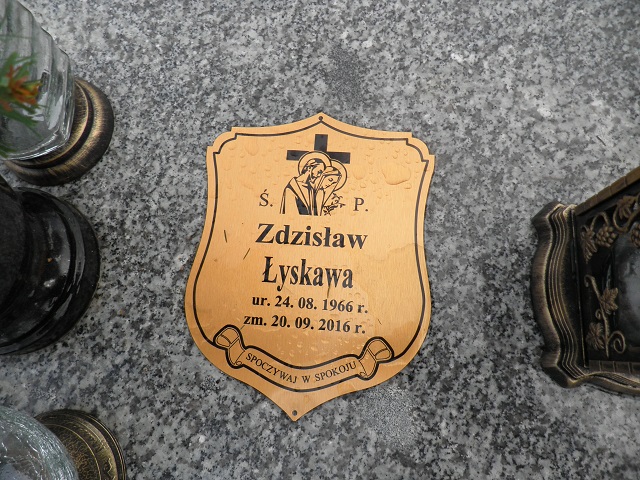 Ś. P.
Zdzisław
Łyskawa
ur. 24. 08. 1966 r.
zm. 20. 09. 2016 r.
SPOCZYWAJ W SPOKOJU